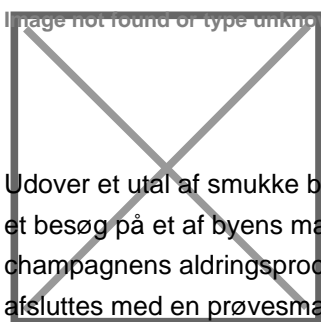 Image not found or type unknow
Udover et utal af smukke b
et besøg på et af byens ma
champagnens aldringsproc
afsluttes med en prøvesma